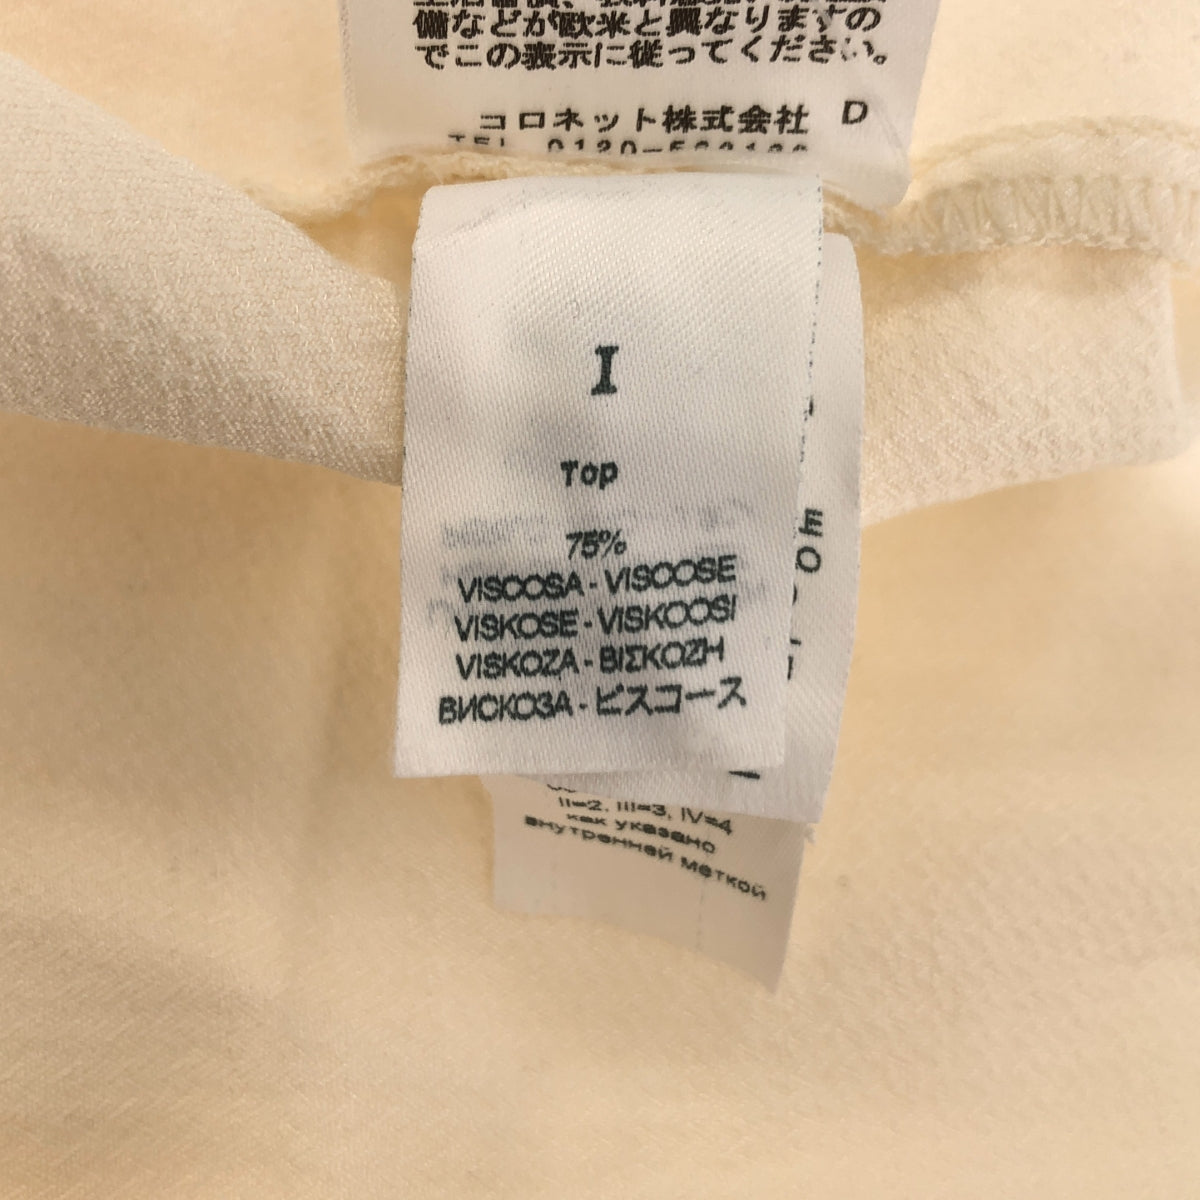 備などが欧米と異なりますの
でこの表示に従ってください。
コロネット株式会社 D
TEL 0120-
I
Top
75%
VISCOSA - VISCOSE
VISKOSE - VISKOOSI
VISKOZA - ΒΙΣΚΟΖΗ
ВИСКОЗА - ビスコース
E
O
II=2, III=3, IV=4
как указано
внутренней меткой